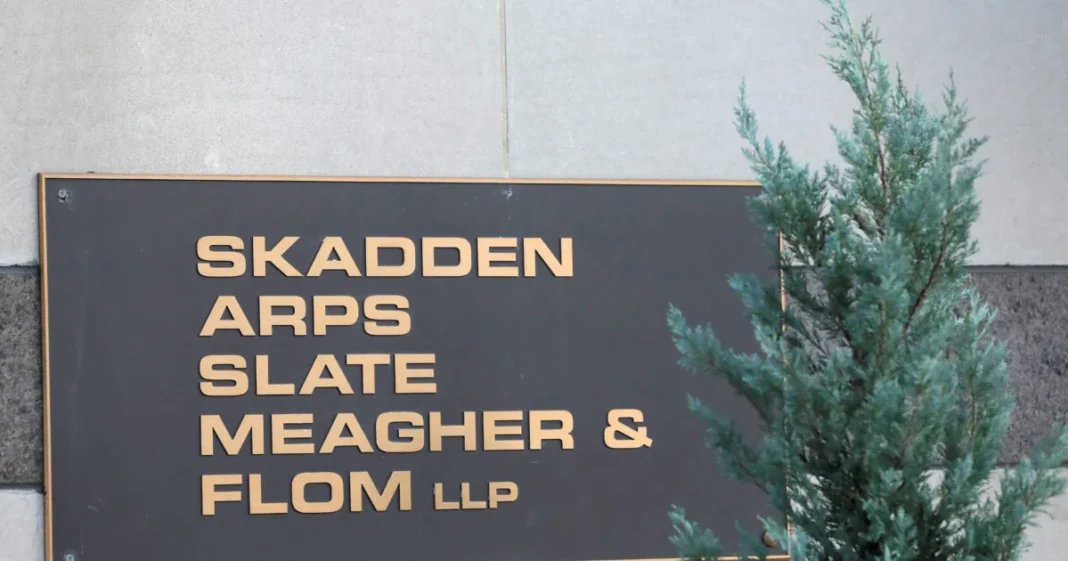 SKADDEN
ARPS
SLATE
MEAGHER &
FLOM LLP